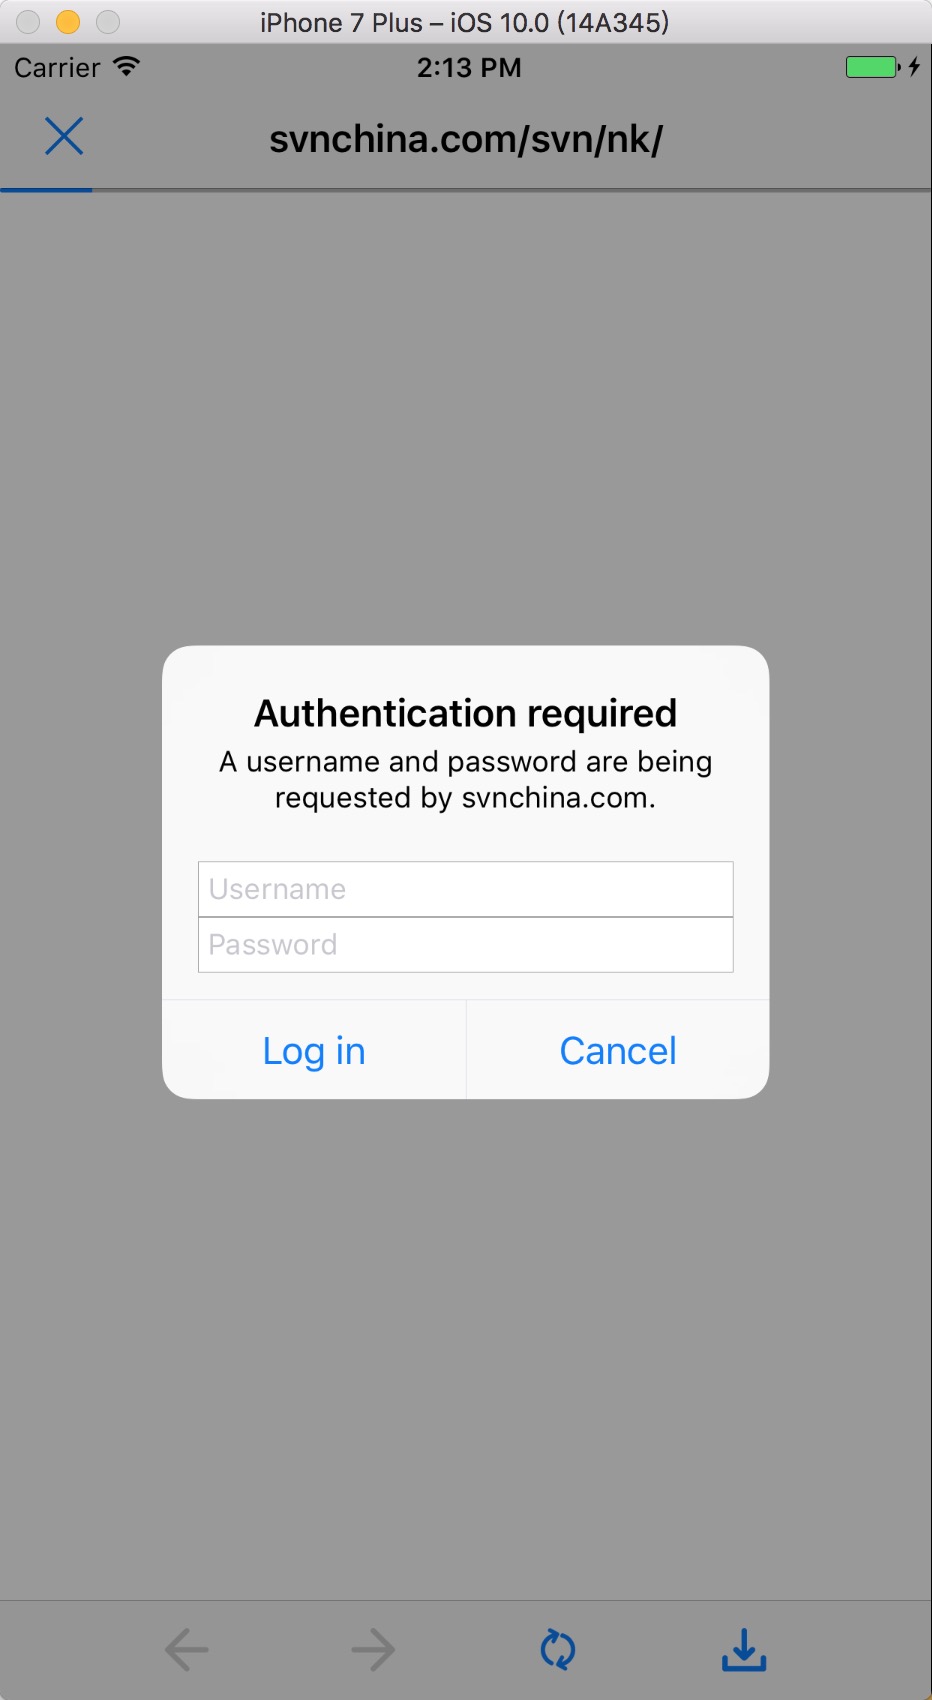 iPhone 7 Plus – iOS 10.0 (14A345)
Carrier 2:13 PM
svnchina.com/svn/nk/
Authentication required
A username and password are being
requested by svnchina.com.
Username
Password
Log in Cancel